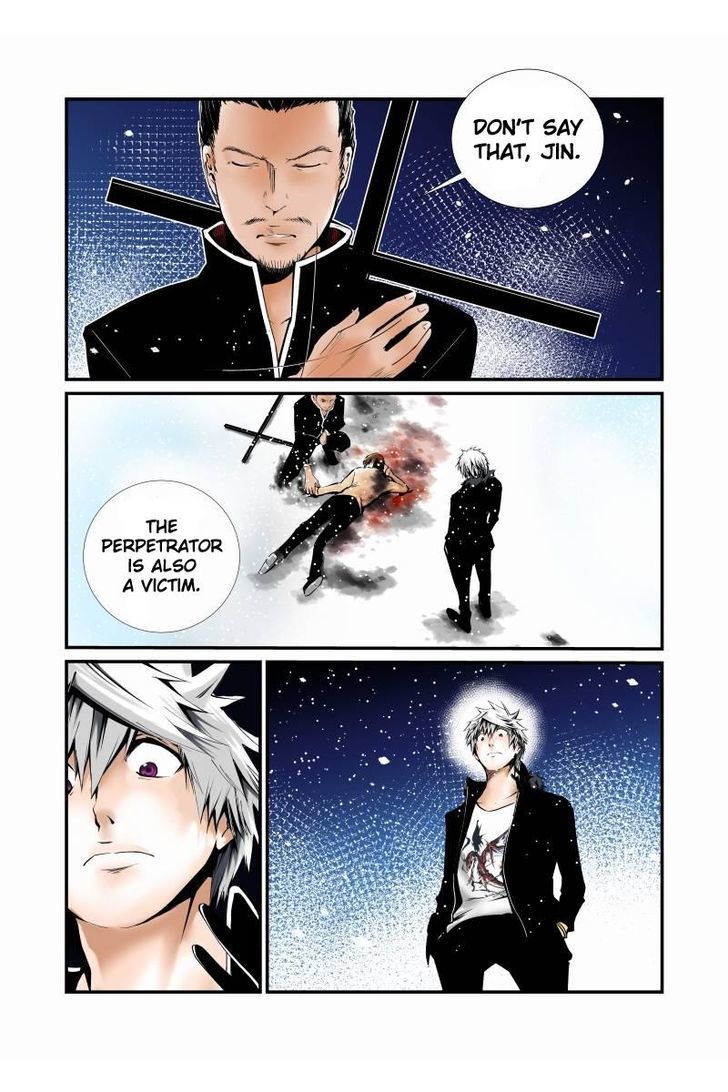 DON'T SAY
THAT, JIN.
THE
PERPETRATOR
IS ALSO
A VICTIM.